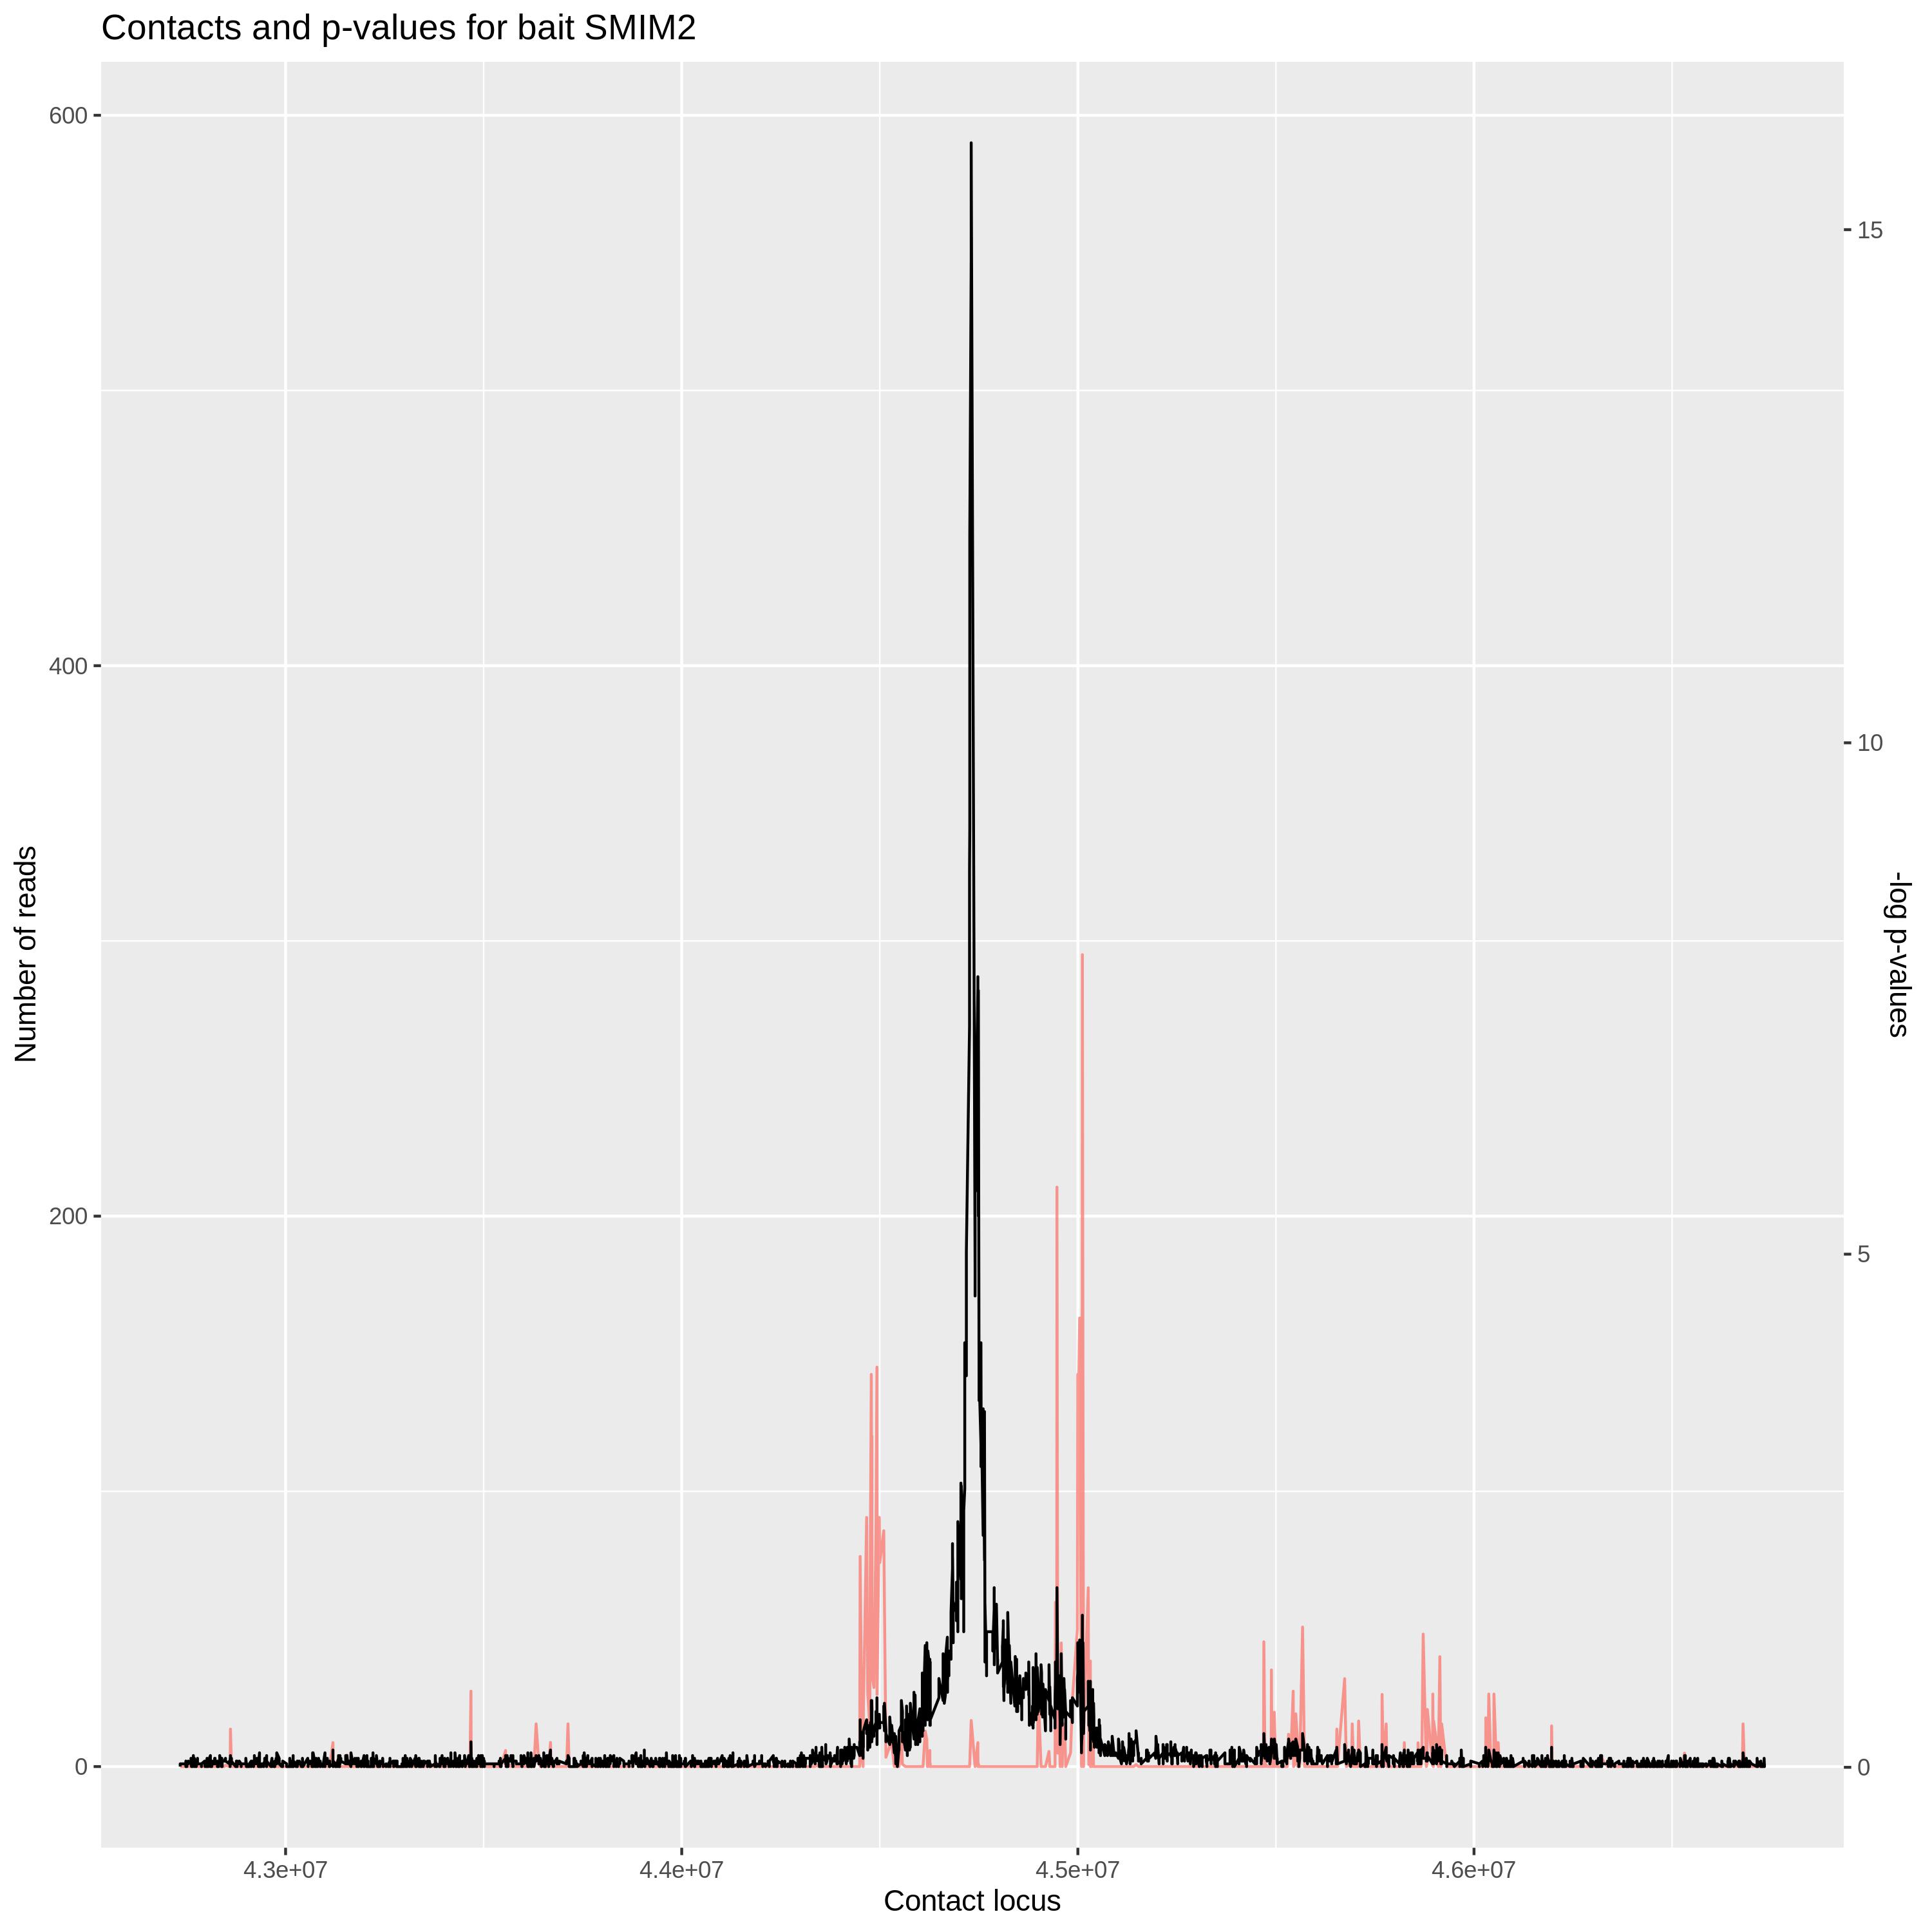 Contacts and p-values for bait SMIM2
600
400
200
0
Number of reads
15
10
5
0
-log p-values
4.3e+07 4.4e+07 4.5e+07 4.6e+07
Contact locus